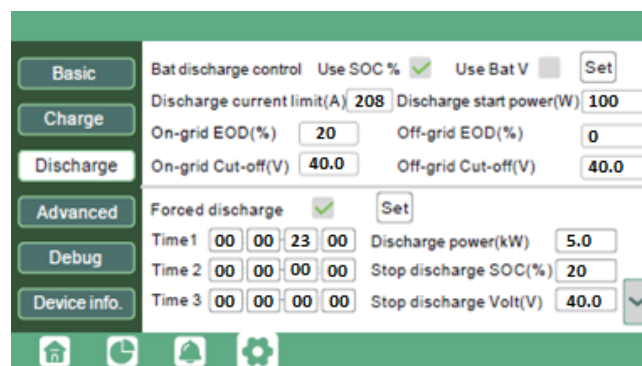 Basic
Charge
Discharge
Advanced
Debug
Device info.
Bat discharge control Use SOC % Use Bat V Set
Discharge current limit(A) 208 Discharge start power(W) 100
On-grid EOD(%) 20 Off-grid EOD(%) 0
On-grid Cut-off(V) 40.0 Off-grid Cut-off(V) 40.0
Forced discharge Set
Time1 00 00 23 00 Discharge power(kW) 5.0
Time 2 00 00 00 00 Stop discharge SOC(%) 20
Time 3 00 00 00 00 Stop discharge Volt(V) 40.0